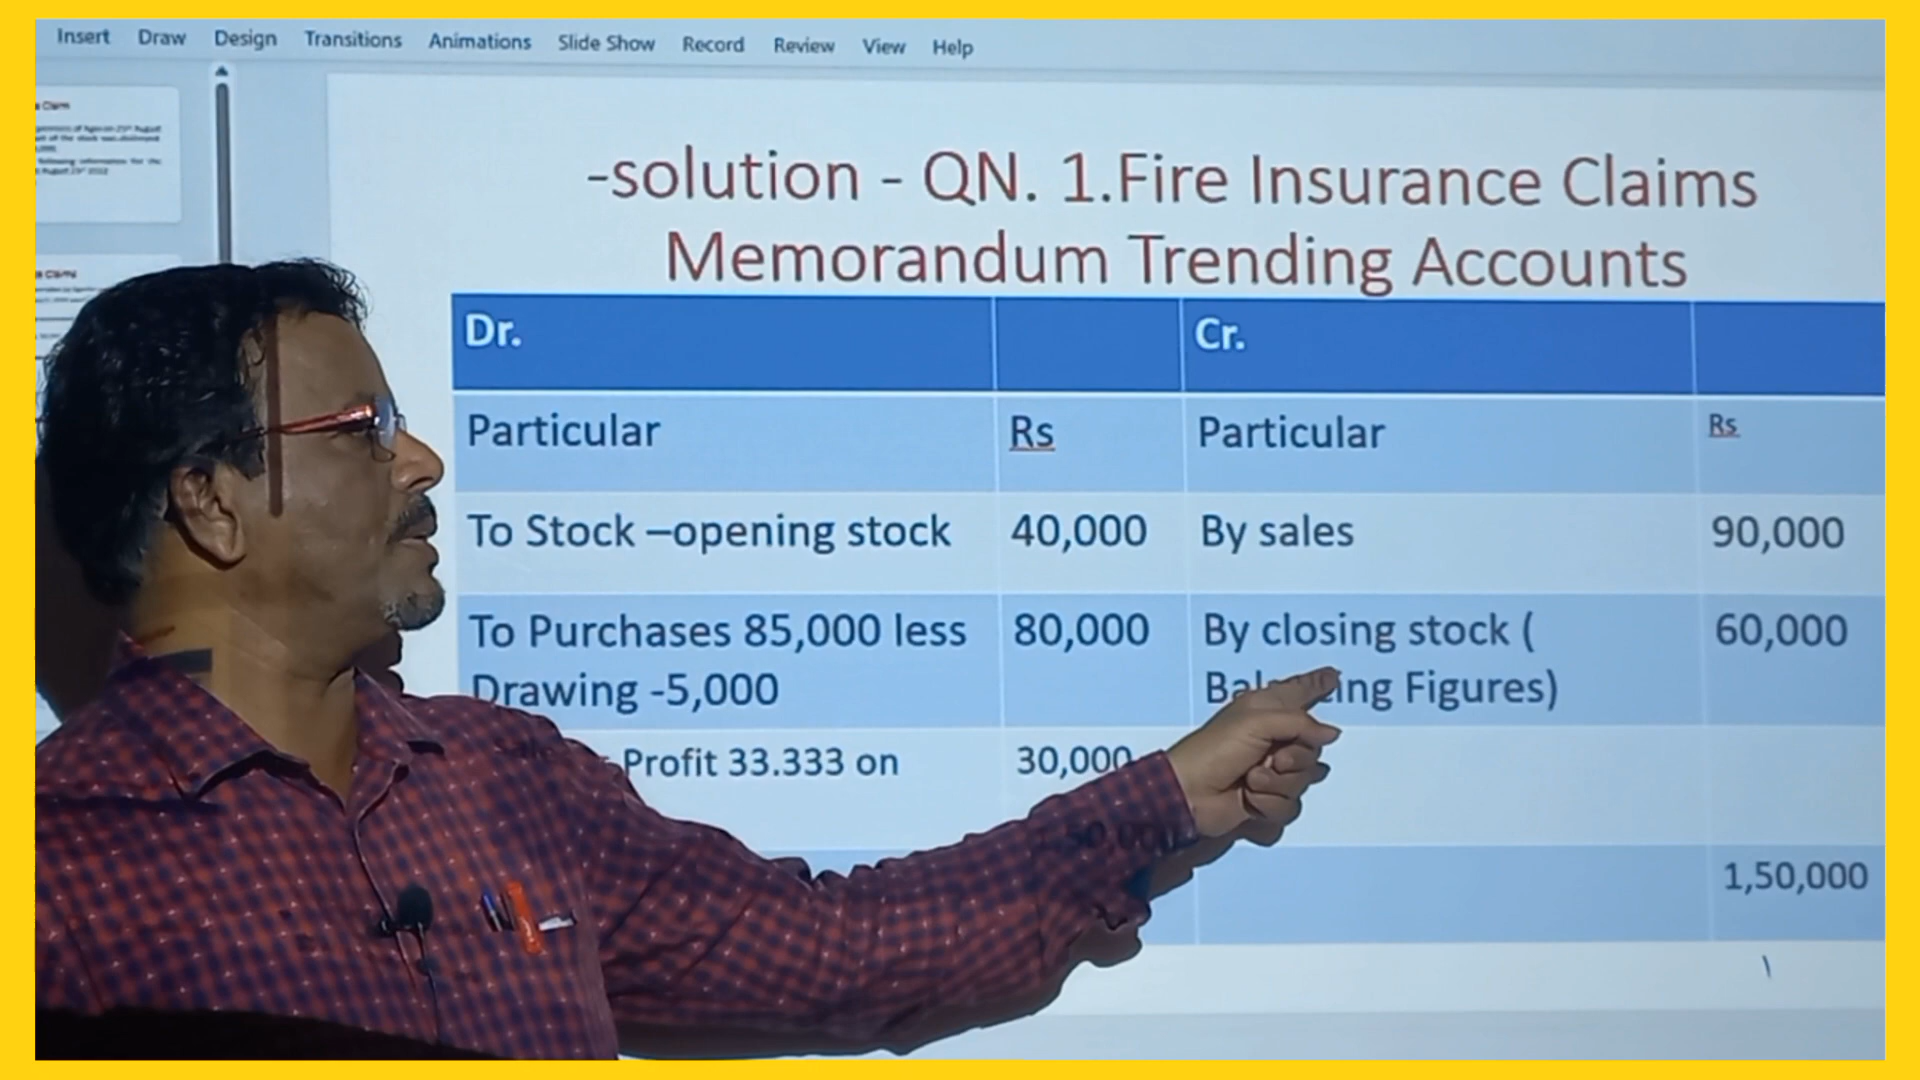 Insert Draw Design Transitions Animations Slide Show Record Review View Help
-solution - QN. 1.Fire Insurance Claims
Memorandum Trending Accounts
Dr. Cr.
Particular Rs Particular Rs
To Stock –opening stock 40,000 By sales 90,000
To Purchases 85,000 less 80,000 By closing stock ( 60,000
Drawing -5,000 Figures)
Profit 33.333 on 30,000
1,50,000